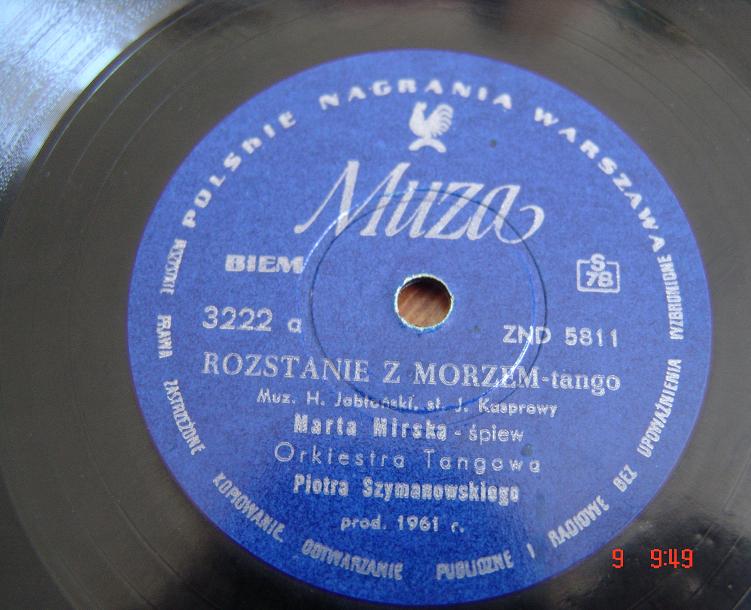 POLSKIE NAGRANIA WARSZAWA
Muza
BIEM
S
78
3222 a
ZND 5811
ROZSTANIE Z MORZEM-tango
Muz. H. Jabłoński, sł. J. Kasprowy
Marta Mirska - śpiew
Orkiestra Tangowa
Piotra Szymanowskiego
prod. 1961 r.
WSZYSTKIE PRAWA ZASTRZEŻONE KOPIOWANIE, ODTWARZANIE PUBLICZNE I RADIOWE BEZ UPOWAŻNIENIA WZBRONIONE
9 9:49